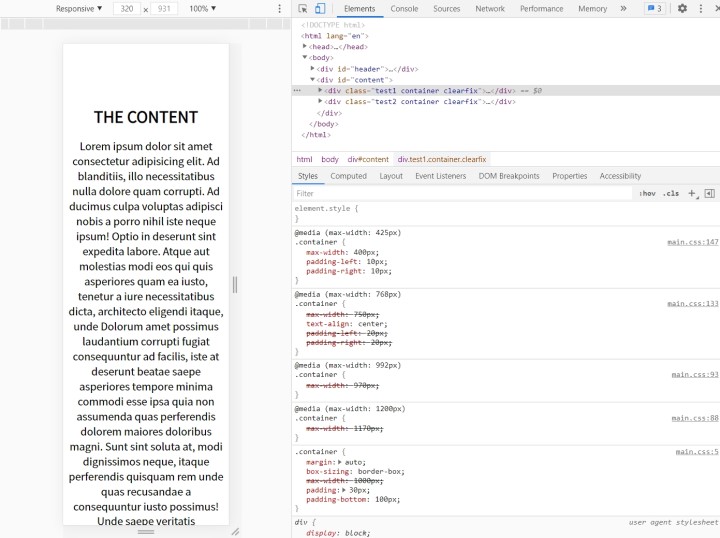 Responsive ▼ 320 × 931 100% ▼
Elements Console Sources Network Performance Memory » 3
THE CONTENT
Lorem ipsum dolor sit amet
consectetur adipisicing elit. Ad
blanditiis, illo necessitatibus
nulla dolore quam corrupti. Ad
ducimus culpa voluptas adipisci
nobis a porro nihil iste neque
ipsum! Optio in deserunt sint
expedita labore. Atque aut
molestias modi eos qui quis
asperiores quam ea iusto,
tenetur a iure necessitatibus
dicta, architecto eligendi itaque,
unde Dolorum amet possimus
laudantium corrupti fugiat
consequuntur ad facilis, iste at
deserunt beatae saepe
asperiores tempore minima
commodi esse ipsa quia non
assumenda quas perferendis
dolorem maiores doloribus
magni. Sunt sint soluta at, modi
dignissimos neque, itaque
perferendis quisquam rem unde
quas recusandae a
consequuntur iusto possimus!
Unde saepe veritatis
<!DOCTYPE html>
<html lang="en">
▶<head>…</head>
▼<body>
▶<div id="header">…</div>
▼<div id="content">
▶<div class="test1 container clearfix">…</div> == $0
▶<div class="test2 container clearfix">…</div>
</div>
</body>
</html>
html body div#content div.test1.container.clearfix
Styles Computed Layout Event Listeners DOM Breakpoints Properties Accessibility
Filter :hov .cls +
element.style {
}
@media (max-width: 425px)
.container { main.css:147
max-width: 400px;
padding-left: 10px;
padding-right: 10px;
}
@media (max-width: 768px)
.container { main.css:133
max-width: 750px;
text-align: center;
padding-left: 20px;
padding-right: 20px;
}
@media (max-width: 992px)
.container { main.css:93
max-width: 970px;
}
@media (max-width: 1200px)
.container { main.css:88
max-width: 1170px;
}
.container { main.css:5
margin:▶ auto;
box-sizing: border-box;
max-width: 1080px;
padding:▶ 30px;
padding-bottom: 100px;
}
div { user agent stylesheet
display: block;